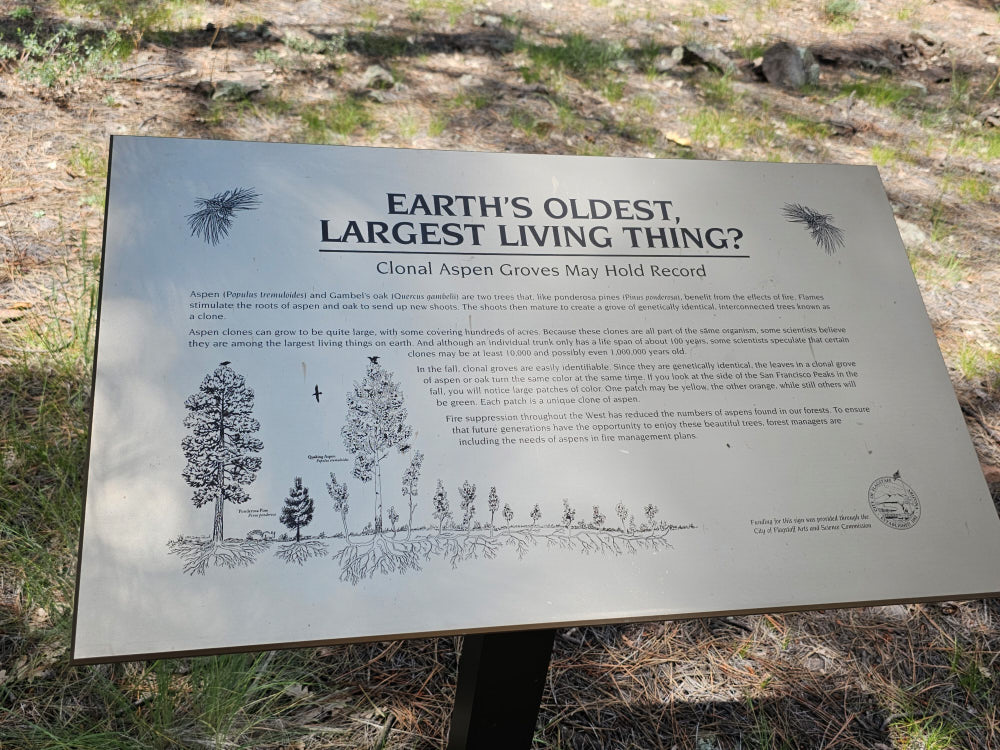 EARTH'S OLDEST,
LARGEST LIVING THING?
Clonal Aspen Groves May Hold Record
Aspen (Populus tremuloides) and Gambel's oak (Quercus gambelii) are two trees that, like ponderosa pines (Pinus ponderosa), benefit from the effects of fire. Flames
stimulate the roots of aspen and oak to send up new shoots. The shoots then mature to create a grove of genetically identical, interconnected trees known as
a clone.
Aspen clones can grow to be quite large, with some covering hundreds of acres. Because these clones are all part of the same organism, some scientists believe
they are among the largest living things on earth. And although an individual trunk only has a life span of about 100 years, some scientists speculate that certain
clones may be at least 10,000 and possibly even 1,000,000 years old.
In the fall, clonal groves are easily identifiable. Since they are genetically identical, the leaves in a clonal grove
of aspen or oak turn the same color at the same time. If you look at the side of the San Francisco Peaks in the
fall, you will notice large patches of color. One patch may be yellow, the other orange, while still others will
be green. Each patch is a unique clone of aspen.
Fire suppression throughout the West has reduced the numbers of aspens found in our forests. To ensure
that future generations have the opportunity to enjoy these beautiful trees, forest managers are
including the needs of aspens in fire management plans.
Quaking Aspen
Populus tremuloides
Ponderosa Pine
Pinus ponderosa
Funding for this sign was provided through the
City of Flagstaff Arts and Science Commission